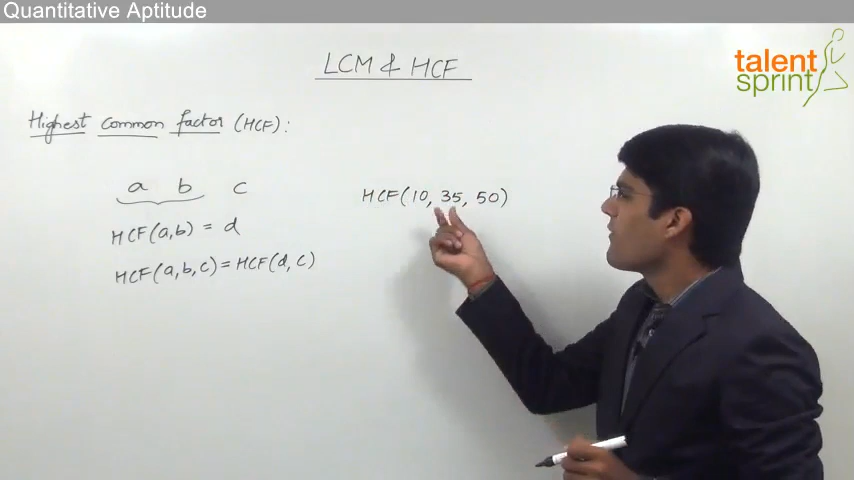 Quantitative Aptitude
LCM & HCF
talent
sprint
Highest common factor (HCF):
a b c
HCF(10, 35, 50)
HCF(a,b) = d
HCF(a,b,c) = HCF(d, c)